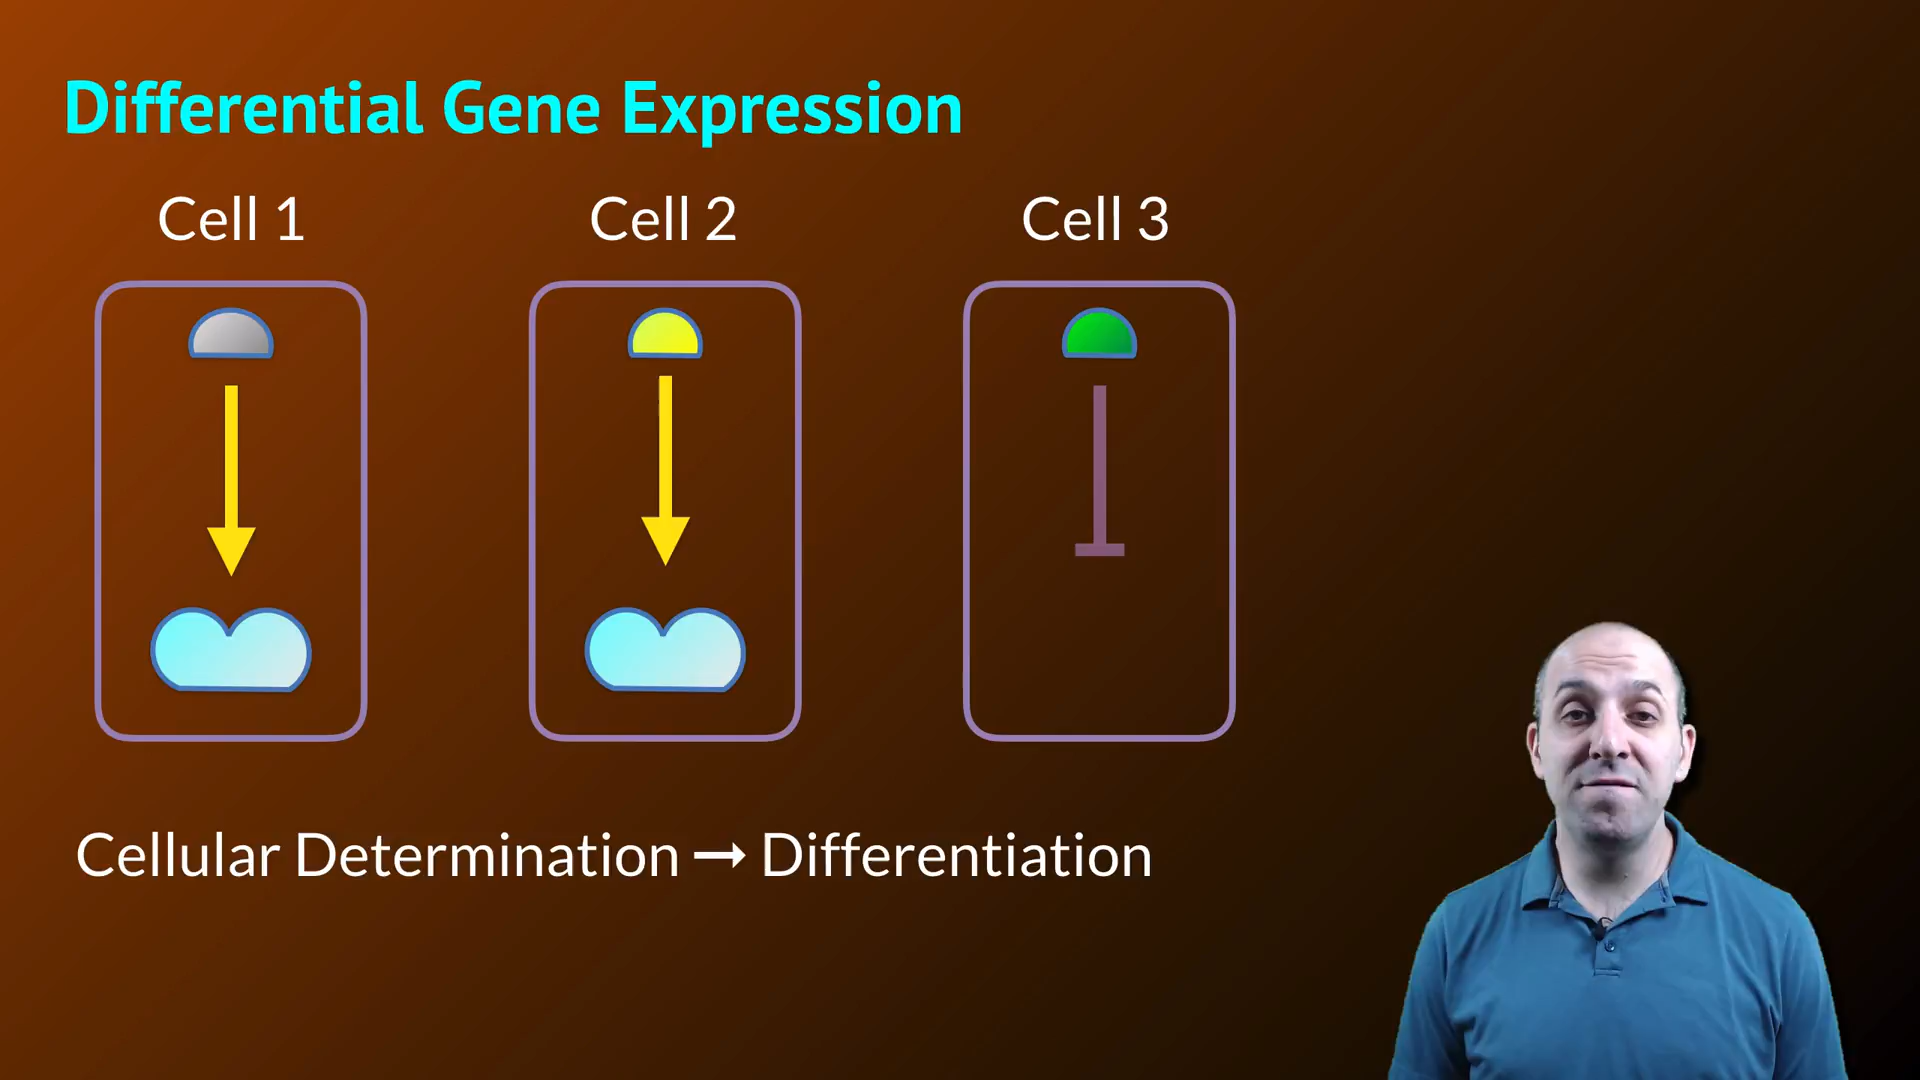 Differential Gene Expression
Cell 1
Cell 2
Cell 3
Cellular Determination → Differentiation